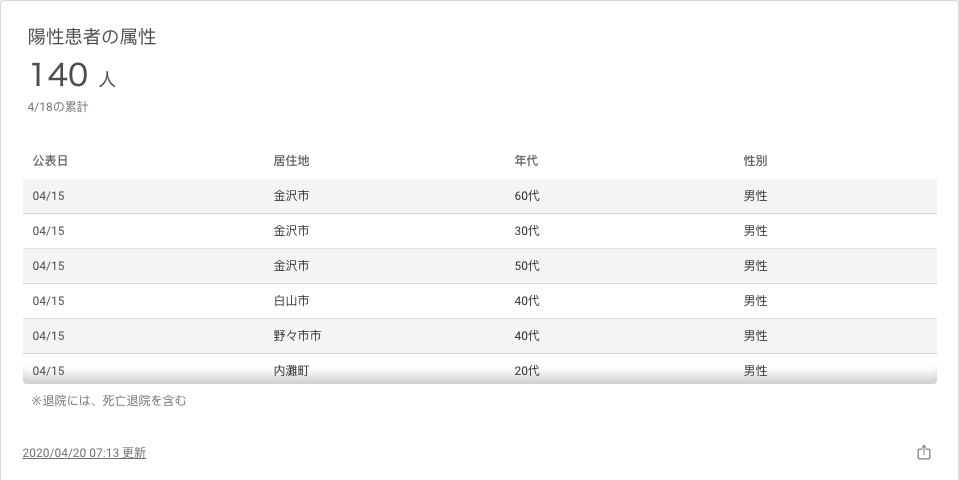 陽性患者の属性
140 人
4/18の累計
公表日 居住地 年代 性別
04/15 金沢市 60代 男性
04/15 金沢市 30代 男性
04/15 金沢市 50代 男性
04/15 白山市 40代 男性
04/15 野々市市 40代 男性
04/15 内灘町 20代 男性
※退院には、死亡退院を含む
2020/04/20 07:13 更新